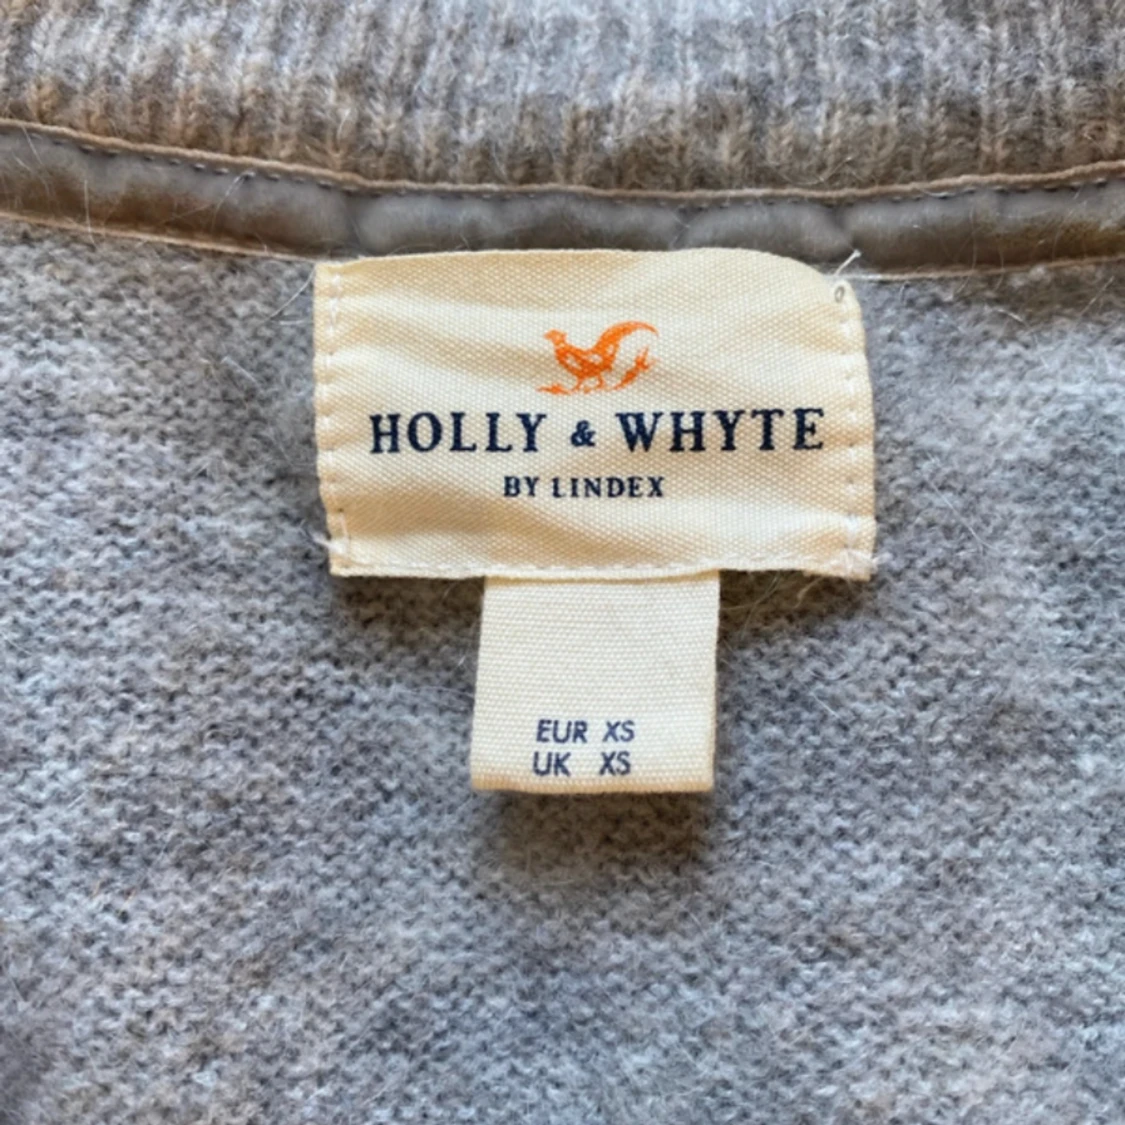 HOLLY & WHYTE
BY LINDEX
EUR XS
UK XS